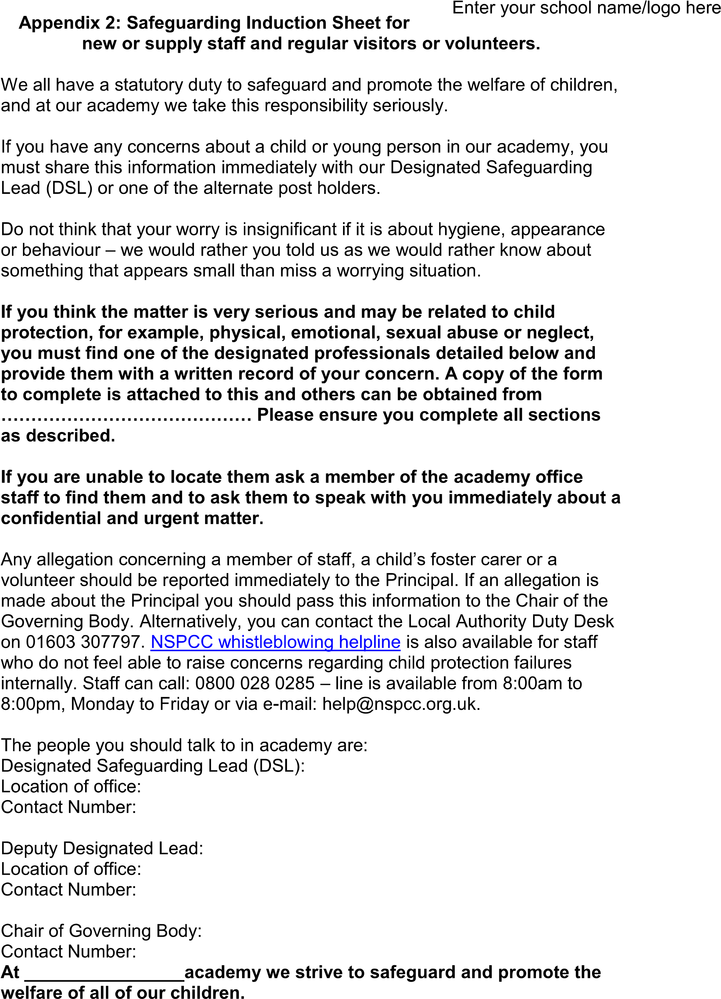 Enter your school name/logo here
Appendix 2: Safeguarding Induction Sheet for
new or supply staff and regular visitors or volunteers.
We all have a statutory duty to safeguard and promote the welfare of children,
and at our academy we take this responsibility seriously.
If you have any concerns about a child or young person in our academy, you
must share this information immediately with our Designated Safeguarding
Lead (DSL) or one of the alternate post holders.
Do not think that your worry is insignificant if it is about hygiene, appearance
or behaviour – we would rather you told us as we would rather know about
something that appears small than miss a worrying situation.
If you think the matter is very serious and may be related to child
protection, for example, physical, emotional, sexual abuse or neglect,
you must find one of the designated professionals detailed below and
provide them with a written record of your concern. A copy of the form
to complete is attached to this and others can be obtained from
…………………………………… Please ensure you complete all sections
as described.
If you are unable to locate them ask a member of the academy office
staff to find them and to ask them to speak with you immediately about a
confidential and urgent matter.
Any allegation concerning a member of staff, a child’s foster carer or a
volunteer should be reported immediately to the Principal. If an allegation is
made about the Principal you should pass this information to the Chair of the
Governing Body. Alternatively, you can contact the Local Authority Duty Desk
on 01603 307797. NSPCC whistleblowing helpline is also available for staff
who do not feel able to raise concerns regarding child protection failures
internally. Staff can call: 0800 028 0285 – line is available from 8:00am to
8:00pm, Monday to Friday or via e-mail: help@nspcc.org.uk.
The people you should talk to in academy are:
Designated Safeguarding Lead (DSL):
Location of office:
Contact Number:
Deputy Designated Lead:
Location of office:
Contact Number:
Chair of Governing Body:
Contact Number:
At ________________academy we strive to safeguard and promote the
welfare of all of our children.